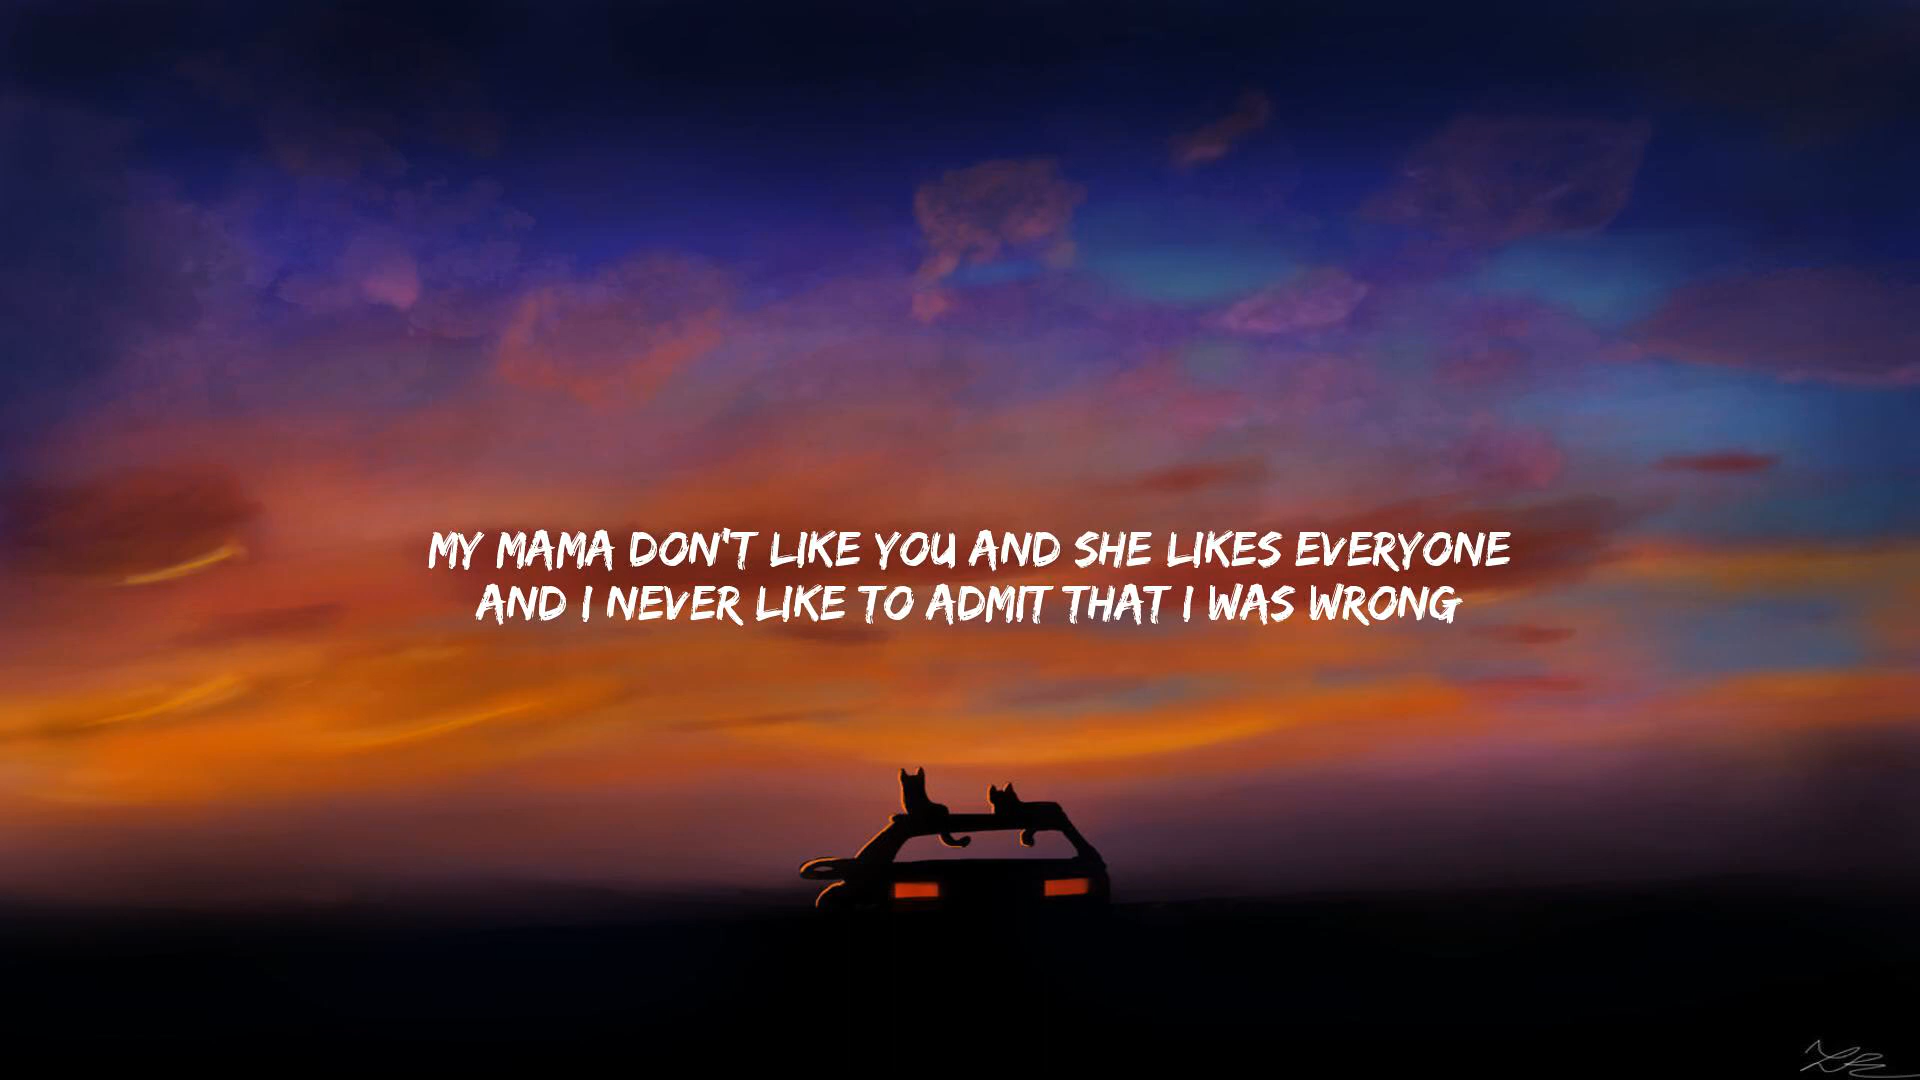 MY MAMA DON'T LIKE YOU AND SHE LIKES EVERYONE
AND I NEVER LIKE TO ADMIT THAT I WAS WRONG